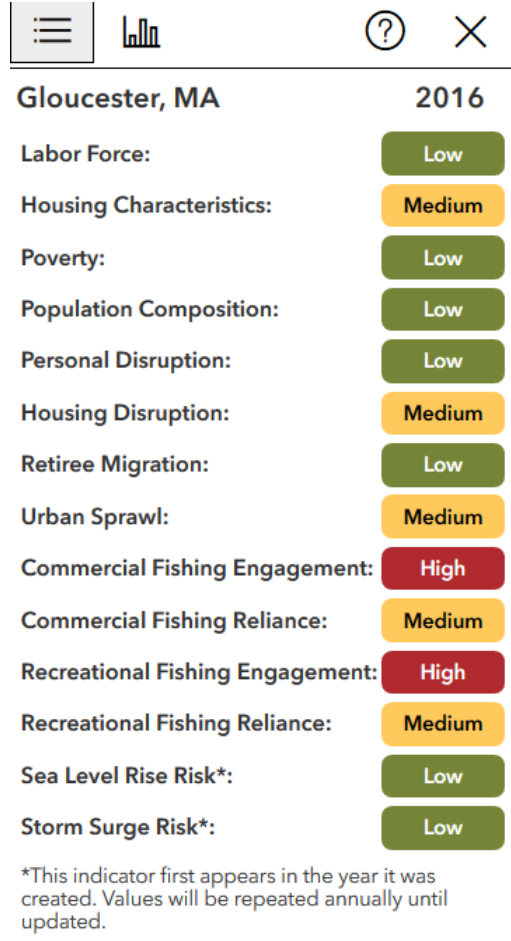 ?
Gloucester, MA 2016
Labor Force: Low
Housing Characteristics: Medium
Poverty: Low
Population Composition: Low
Personal Disruption: Low
Housing Disruption: Medium
Retiree Migration: Low
Urban Sprawl: Medium
Commercial Fishing Engagement: High
Commercial Fishing Reliance: Medium
Recreational Fishing Engagement: High
Recreational Fishing Reliance: Medium
Sea Level Rise Risk*: Low
Storm Surge Risk*: Low
*This indicator first appears in the year it was
created. Values will be repeated annually until
updated.